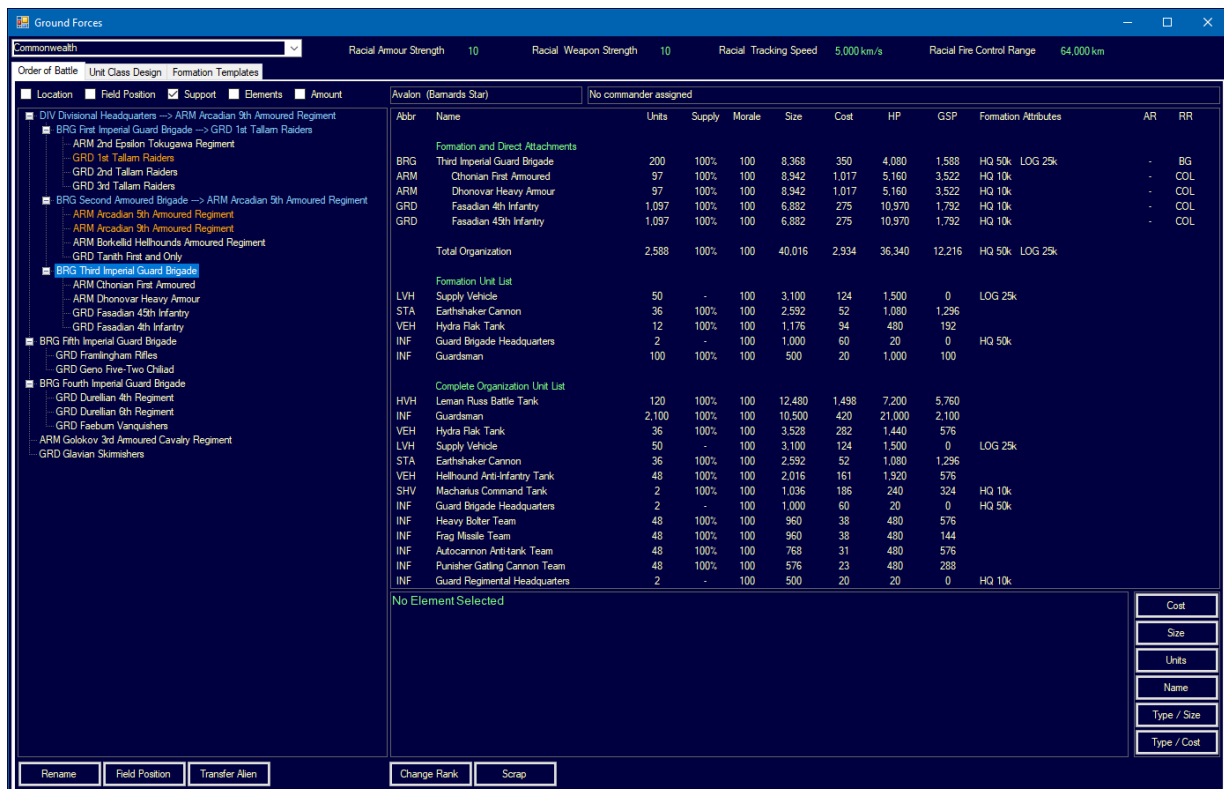 Ground Forces
Commonwealth Racial Armour Strength 10 Racial Weapon Strength 10 Racial Tracking Speed 5,000 km/s Racial Fire Control Range 64,000 km
Order of Battle Unit Class Design Formation Templates
Location Field Position Support Elements Amount
DIV Divisional Headquarters --> ARM Arcadian 9th Armoured Regiment
BRG First Imperial Guard Brigade --> GRD 1st Tallarn Raiders
ARM 2nd Epsilon Tokugawa Regiment
GRD 1st Tallarn Raiders
GRD 2nd Tallarn Raiders
GRD 3rd Tallarn Raiders
BRG Second Armoured Brigade --> ARM Arcadian 5th Armoured Regiment
ARM Arcadian 5th Armoured Regiment
ARM Arcadian 9th Armoured Regiment
ARM Borkellid Hellhounds Armoured Regiment
GRD Tanith First and Only
BRG Third Imperial Guard Brigade
ARM Cthonian First Armoured
ARM Dhonovar Heavy Armour
GRD Fasadian 45th Infantry
GRD Fasadian 4th Infantry
BRG Fifth Imperial Guard Brigade
GRD Framlingham Rifles
GRD Geno Five-Two Chiliad
BRG Fourth Imperial Guard Brigade
GRD Durellian 4th Regiment
GRD Durellian 6th Regiment
GRD Faeburn Vanquishers
ARM Golokov 3rd Armoured Cavalry Regiment
GRD Glavian Skirmishers
Avalon (Barnards Star) No commander assigned
Abbr Name Units Supply Morale Size Cost HP GSP Formation Attributes AR RR
Formation and Direct Attachments
BRG Third Imperial Guard Brigade 200 100% 100 8,368 350 4,080 1,588 HQ 50k LOG 25k - BG
ARM Cthonian First Armoured 97 100% 100 8,942 1,017 5,160 3,522 HQ 10k - COL
ARM Dhonovar Heavy Armour 97 100% 100 8,942 1,017 5,160 3,522 HQ 10k - COL
GRD Fasadian 4th Infantry 1,097 100% 100 6,882 275 10,970 1,792 HQ 10k - COL
GRD Fasadian 45th Infantry 1,097 100% 100 6,882 275 10,970 1,792 HQ 10k - COL
Total Organization 2,588 100% 100 40,016 2,934 36,340 12,216 HQ 50k LOG 25k
Formation Unit List
LVH Supply Vehicle 50 - 100 3,100 124 1,500 0 LOG 25k
STA Earthshaker Cannon 36 100% 100 2,592 52 1,080 1,296
VEH Hydra Flak Tank 12 100% 100 1,176 94 480 192
INF Guard Brigade Headquarters 2 - 100 1,000 60 20 0 HQ 50k
INF Guardsman 100 100% 100 500 20 1,000 100
Complete Organization Unit List
HVH Leman Russ Battle Tank 120 100% 100 12,480 1,498 7,200 5,760
INF Guardsman 2,100 100% 100 10,500 420 21,000 2,100
VEH Hydra Flak Tank 36 100% 100 3,528 282 1,440 576
LVH Supply Vehicle 50 - 100 3,100 124 1,500 0 LOG 25k
STA Earthshaker Cannon 36 100% 100 2,592 52 1,080 1,296
VEH Hellhound Anti-Infantry Tank 48 100% 100 2,016 161 1,920 576
SHV Macharius Command Tank 2 100% 100 1,036 186 240 324 HQ 10k
INF Guard Brigade Headquarters 2 - 100 1,000 60 20 0 HQ 50k
INF Heavy Bolter Team 48 100% 100 960 38 480 576
INF Frag Missile Team 48 100% 100 960 38 480 144
INF Autocannon Anti-tank Team 48 100% 100 768 31 480 576
INF Punisher Gatling Cannon Team 48 100% 100 576 23 480 288
INF Guard Regimental Headquarters 2 - 100 500 20 20 0 HQ 10k
No Element Selected
Cost
Size
Units
Name
Type / Size
Type / Cost
Rename Field Position Transfer Alien Change Rank Scrap